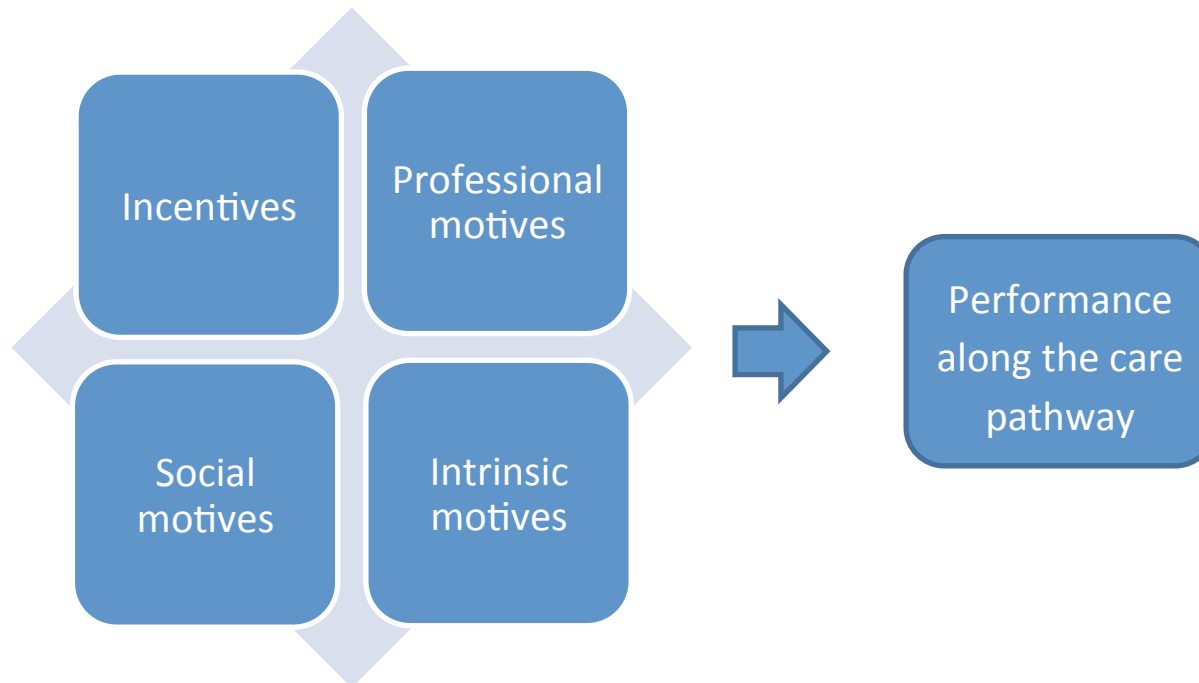 Incentives
Professional
motives
Social
motives
Intrinsic
motives
Performance
along the care
pathway